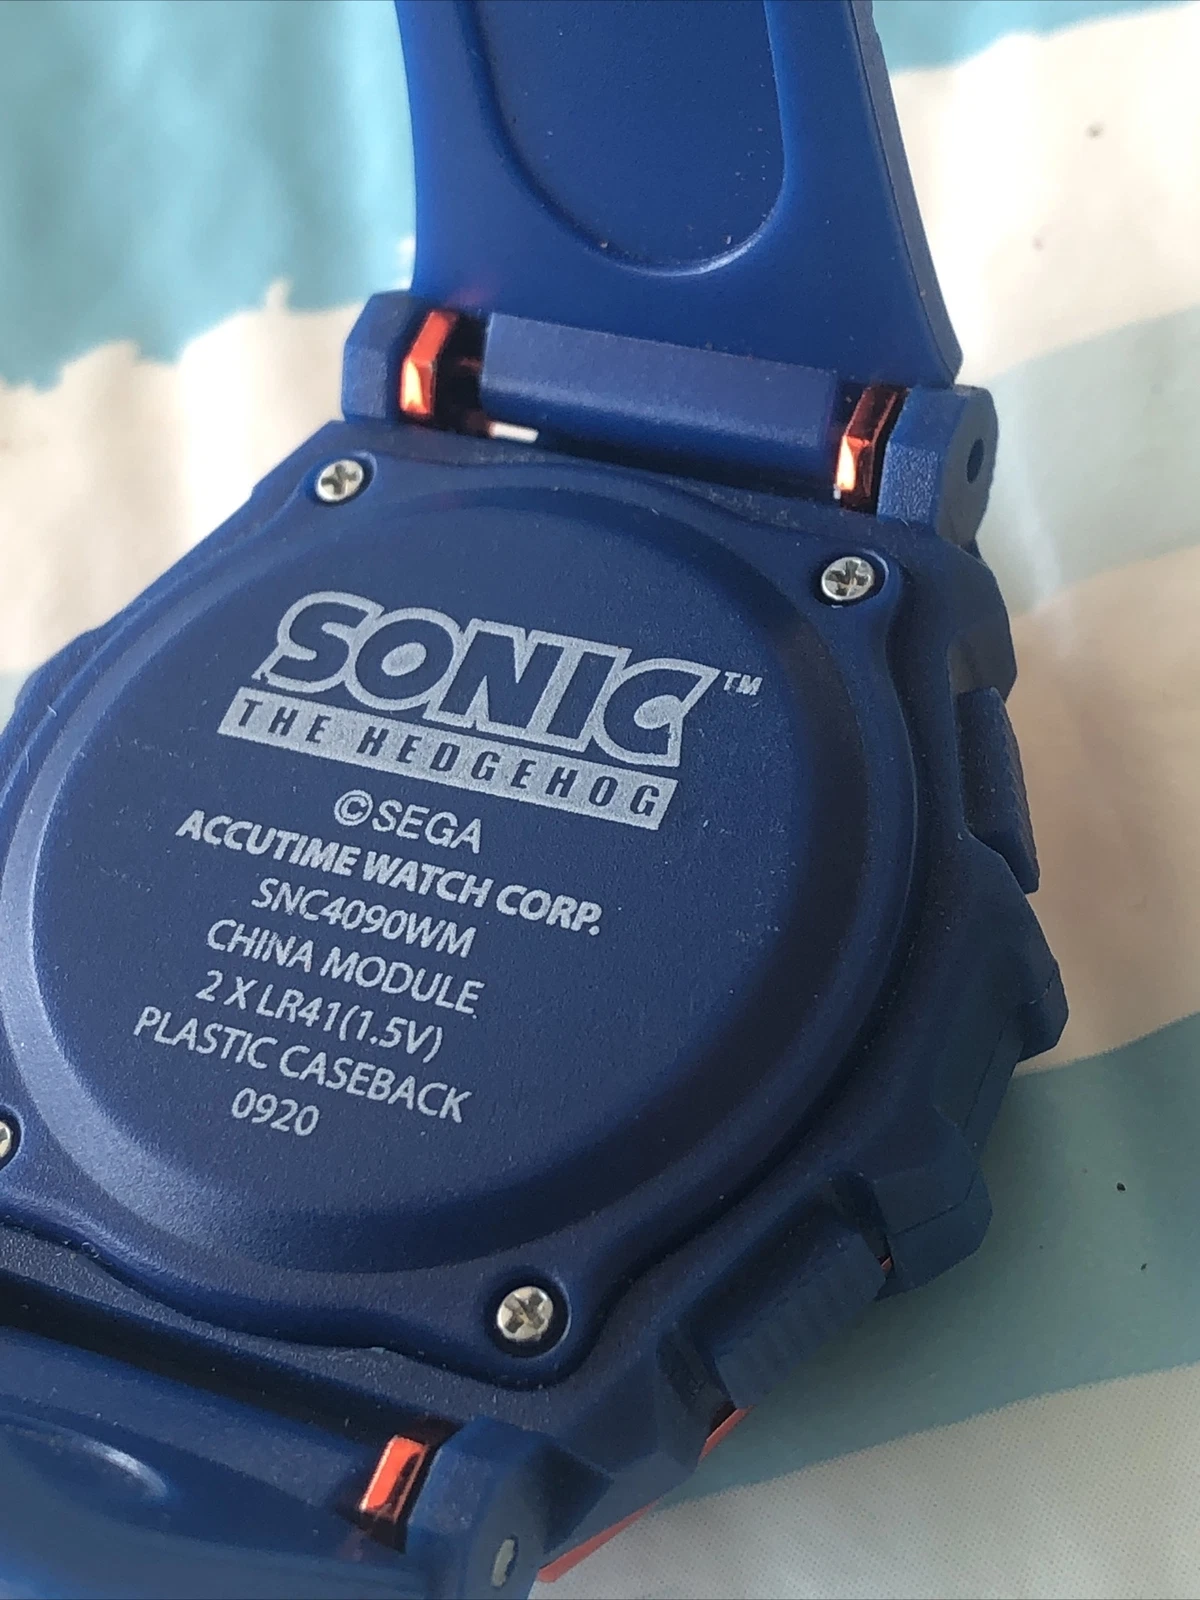 SONIC™
THE HEDGEHOG
©SEGA
ACCUTIME WATCH CORP.
SNC4090WM
CHINA MODULE
2 X LR41(1.5V)
PLASTIC CASEBACK
0920